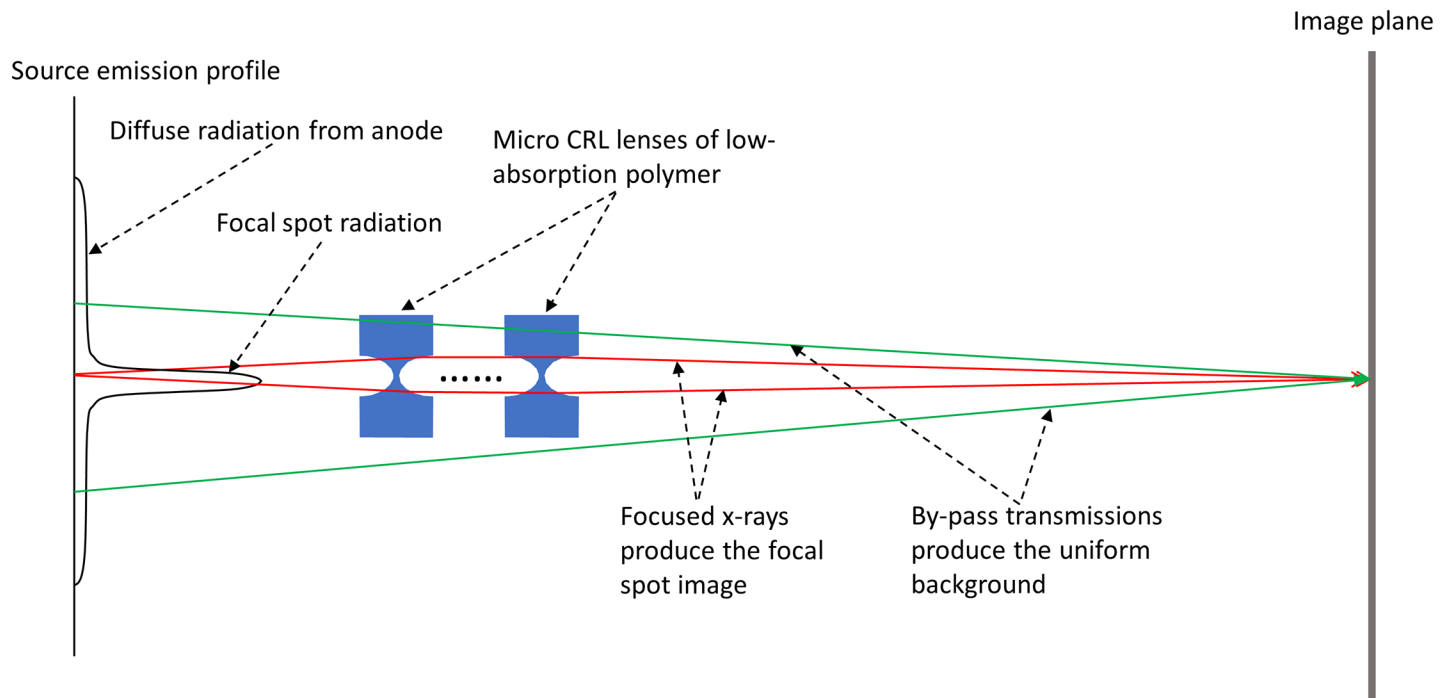 Image plane
Source emission profile
Diffuse radiation from anode
Micro CRL lenses of low-
absorption polymer
Focal spot radiation
Focused x-rays
produce the focal
spot image
By-pass transmissions
produce the uniform
background